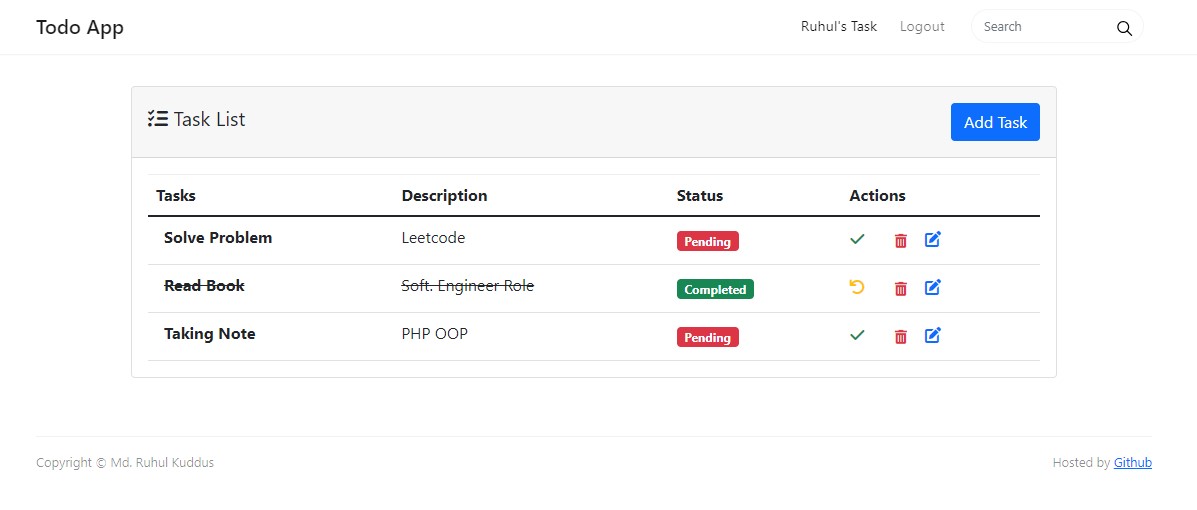 Todo App Ruhul's Task Logout Search
Task List Add Task
Tasks Description Status Actions
Solve Problem Leetcode Pending
Read Book Soft. Engineer Role Completed
Taking Note PHP OOP Pending
Copyright © Md. Ruhul Kuddus Hosted by Github